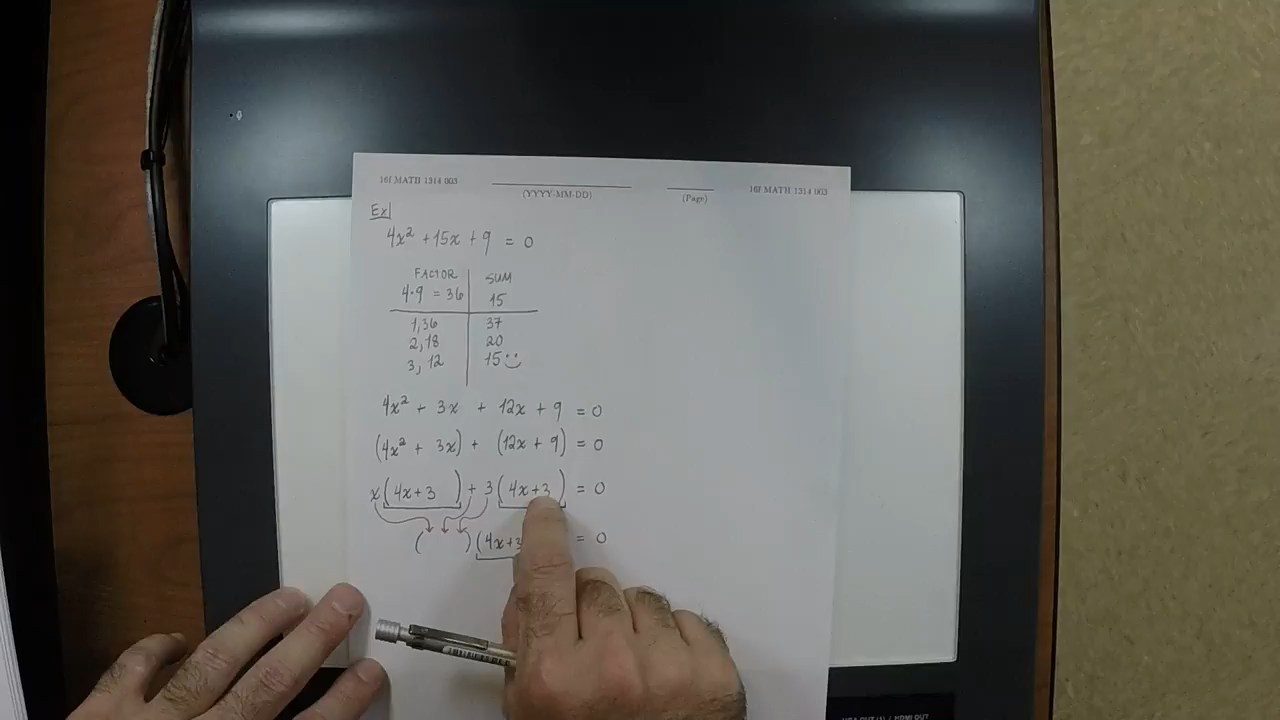 16f MATH 1314 003 (YYYY-MM-DD) (Page) 16f MATH 1314 003
Ex
4x² + 15x + 9 = 0
FACTOR SUM
4·9 = 36 15
1, 36 37
2, 18 20
3, 12 15
4x² + 3x + 12x + 9 = 0
(4x² + 3x) + (12x + 9) = 0
x(4x+3) + 3(4x+3) = 0
( )(4x+3 = 0